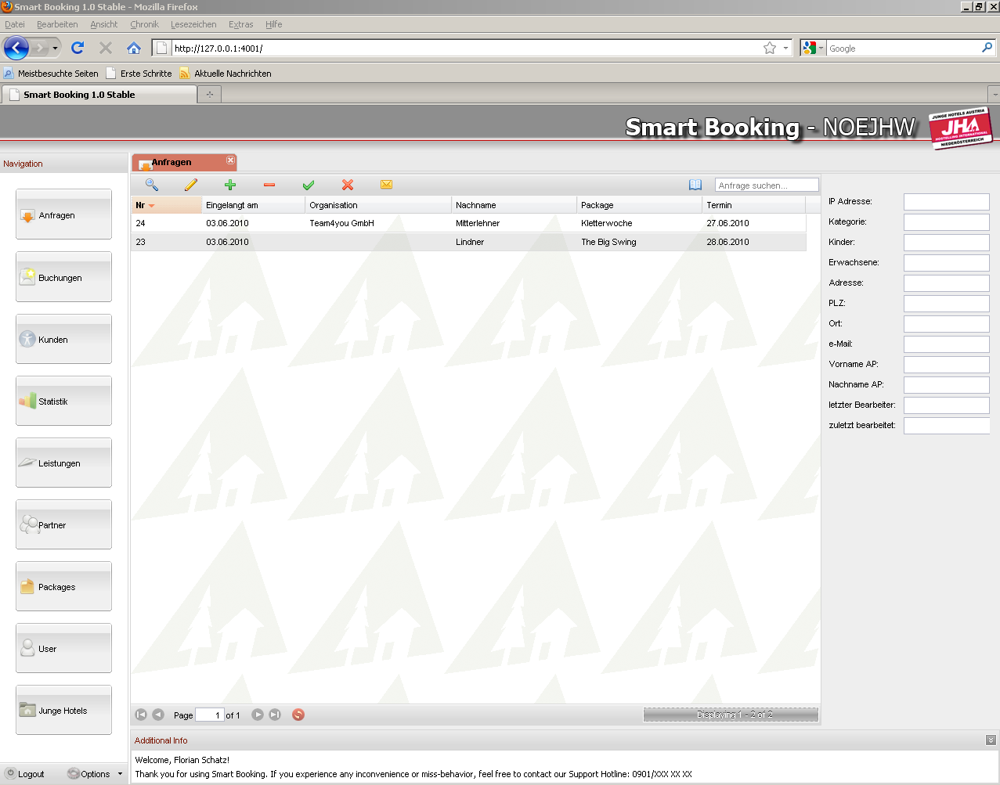 Smart Booking 1.0 Stable - Mozilla Firefox
Datei Bearbeiten Ansicht Chronik Lesezeichen Extras Hilfe
http://127.0.0.1:4001/ Google
Meistbesuchte Seiten Erste Schritte Aktuelle Nachrichten
Smart Booking 1.0 Stable
Smart Booking - NOEJHW
JUNGE HOTELS AUSTRIA
JHA
HOSTELLING INTERNATIONAL
NIEDERÖSTERREICH
Navigation
Anfragen
Buchungen
Kunden
Statistik
Leistungen
Partner
Packages
User
Junge Hotels
Logout Options
Anfragen
Anfrage suchen...
Nr Eingelangt am Organisation Nachname Package Termin
24 03.06.2010 Team4you GmbH Mitterlehner Kletterwoche 27.06.2010
23 03.06.2010 Lindner The Big Swing 28.06.2010
Page 1 of 1 Displaying 1 - 2 of 2
IP Adresse:
Kategorie:
Kinder:
Erwachsene:
Adresse:
PLZ:
Ort:
e-Mail:
Vorname AP:
Nachname AP:
letzter Bearbeiter:
zuletzt bearbeitet:
Additional Info
Welcome, Florian Schatz!
Thank you for using Smart Booking. If you experience any inconvenience or miss-behavior, feel free to contact our Support Hotline: 0901/XXX XX XX